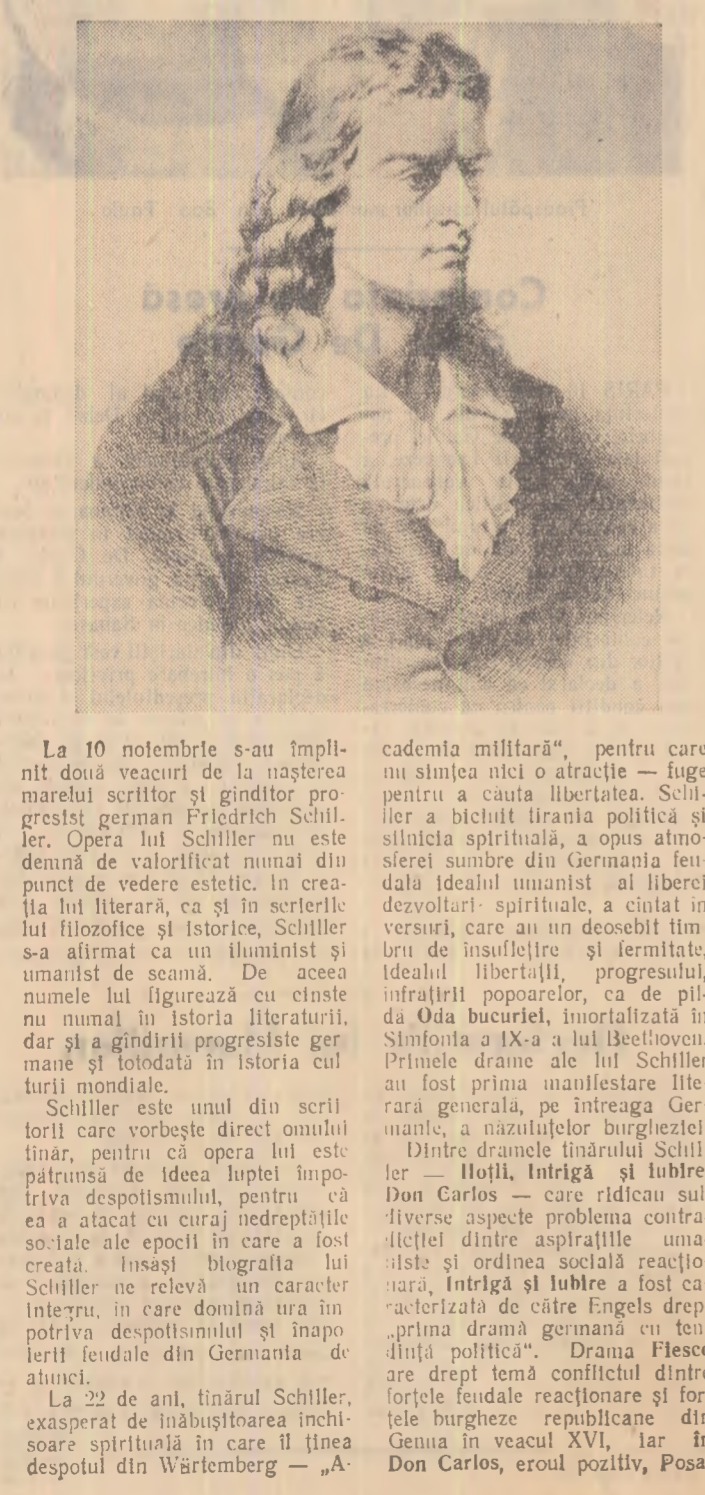 La 10 noiembrie s-au împli-
nit două veacuri de la nașterea
marelui scriitor și gînditor pro-
gresist german Friedrich Schil-
ler. Opera lui Schiller nu este
demnă de valorificat numai din
punct de vedere estetic. In crea-
ția lui literară, ca și în scrierile
lui filozofice și istorice, Schiller
s-a afirmat ca un iluminist și
umanist de seamă. De aceea
numele lui figurează cu cinste
nu numai în istoria literaturii,
dar și a gîndirii progresiste ger
mane și totodată în istoria cul
turii mondiale.
Schiller este unul din scrii
torii care vorbește direct omului
tînăr, pentru că opera lui este
pătrunsă de ideea luptei împo-
triva despotismului, pentru că
ea a atacat cu curaj nedreptățile
sociale ale epocii în care a fost
creată. Insăși biografia lui
Schiller ne relevă un caracter
integru, în care domină ura îm
potriva despotismului și înapo
ierii feudale din Germania de
atunci.
La 22 de ani, tînărul Schiller,
exasperat de înăbușitoarea închi-
soare spirituală în care îl ținea
despotul din Würtemberg — „A-
cademia militară“, pentru care
nu simțea nici o atracție — fuge
pentru a căuta libertatea. Schi-
ller a biciuit tirania politică și
silnicia spirituală, a opus atmo-
sferei sumbre din Germania feu-
dală idealul umanist al liberei
dezvoltări spirituale, a cîntat în
versuri, care au un deosebit tim
bru de însuflețire și fermitate,
idealul libertății, progresului,
înfrățirii popoarelor, ca de pil-
dă Oda bucuriei, imortalizată în
Simfonia a IX-a a lui Beethoven.
Primele drame ale lui Schiller
au fost prima manifestare lite
rară generală, pe întreaga Ger
manie, a năzuințelor burgheziei
Dintre dramele tînărului Schil
ler — Hoții, Intrigă și iubire
Don Carlos — care ridicau sub
diverse aspecte problema contra
dicției dintre aspirațiile uma
niste și ordinea socială reacțio
nară, Intrigă și iubire a fost ca
racterizată de către Engels drep
„prima dramă germană cu ten
dință politică“. Drama Fiesco
are drept temă conflictul dintre
forțele feudale reacționare și for
țele burgheze republicane din
Genua în veacul XVI, iar în
Don Carlos, eroul pozitiv, Posa